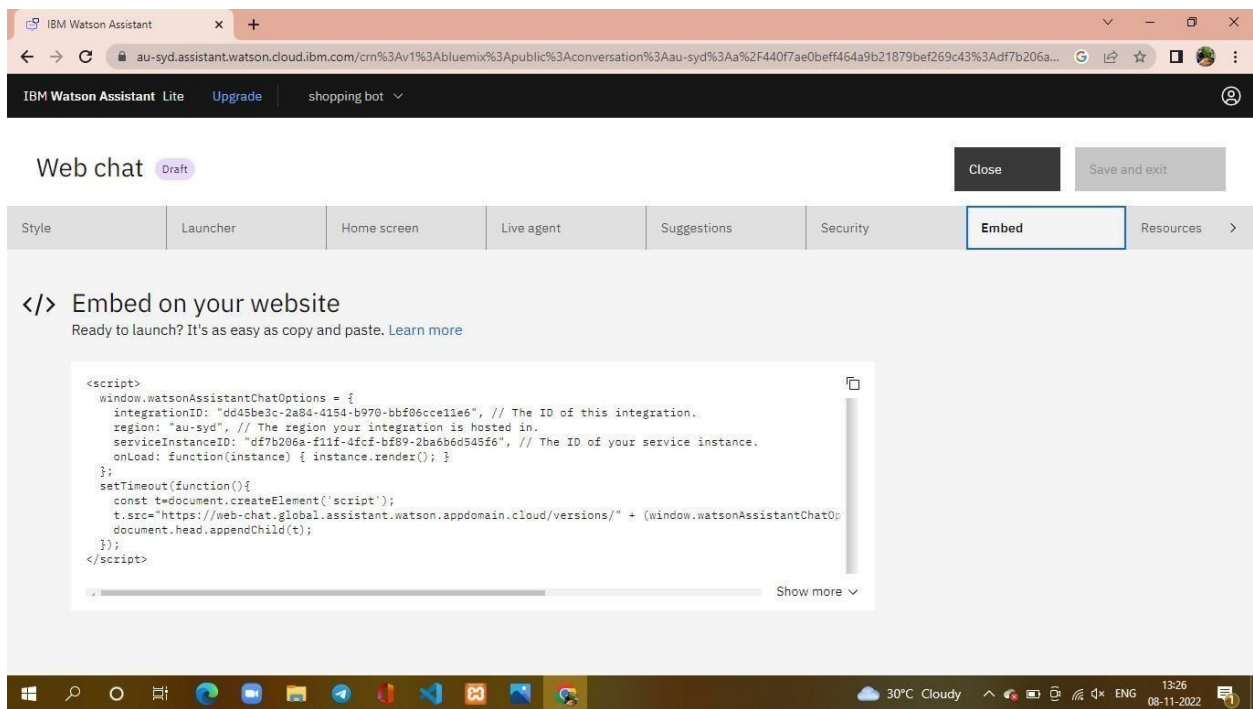 IBM Watson Assistant
au-syd.assistant.watson.cloud.ibm.com/crn%3Av1%3Abluemix%3Apublic%3Aconversation%3Aau-syd%3Aa%2F440f7ae0beff464a9b21879bef269c43%3Adf7b206a...
IBM Watson Assistant Lite Upgrade shopping bot
Web chat Draft Close Save and exit
Style Launcher Home screen Live agent Suggestions Security Embed Resources
</> Embed on your website
Ready to launch? It's as easy as copy and paste. Learn more
<script>
window.watsonAssistantChatOptions = {
integrationID: "dd45be3c-2a84-4154-b970-bbf06cce11e6", // The ID of this integration.
region: "au-syd", // The region your integration is hosted in.
serviceInstanceID: "df7b206a-f11f-4fcf-bf89-2ba6b6d545f6", // The ID of your service instance.
onLoad: function(instance) { instance.render(); }
};
setTimeout(function(){
const t=document.createElement('script');
t.src="https://web-chat.global.assistant.watson.appdomain.cloud/versions/" + (window.watsonAssistantChatOp
document.head.appendChild(t);
});
</script>
Show more
30°C Cloudy ENG 13:26
08-11-2022